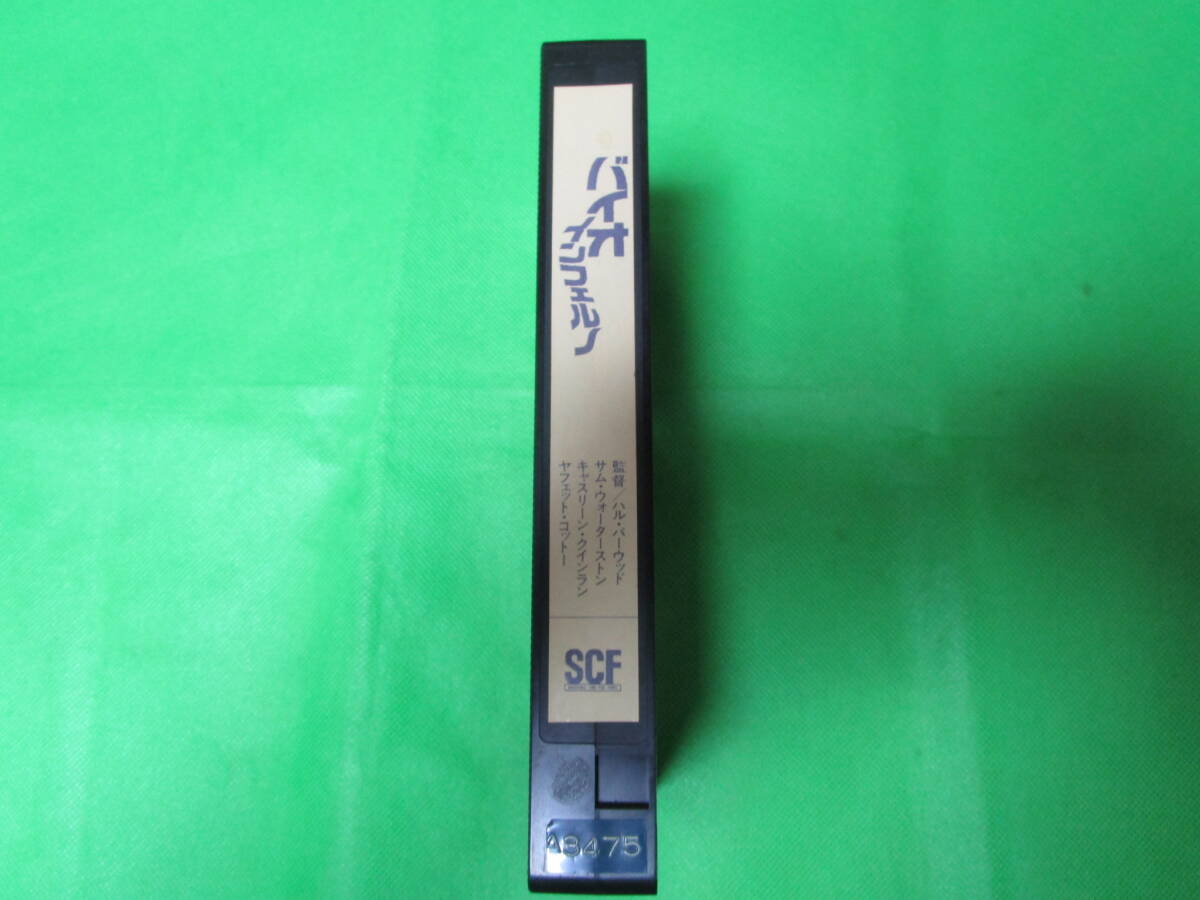 バイオ
インフェルノ
監督/ハル・バーウッド
サム・ウォーターストン
キャスリーン・クインラン
ヤフェット・コットー
SCF
A3475